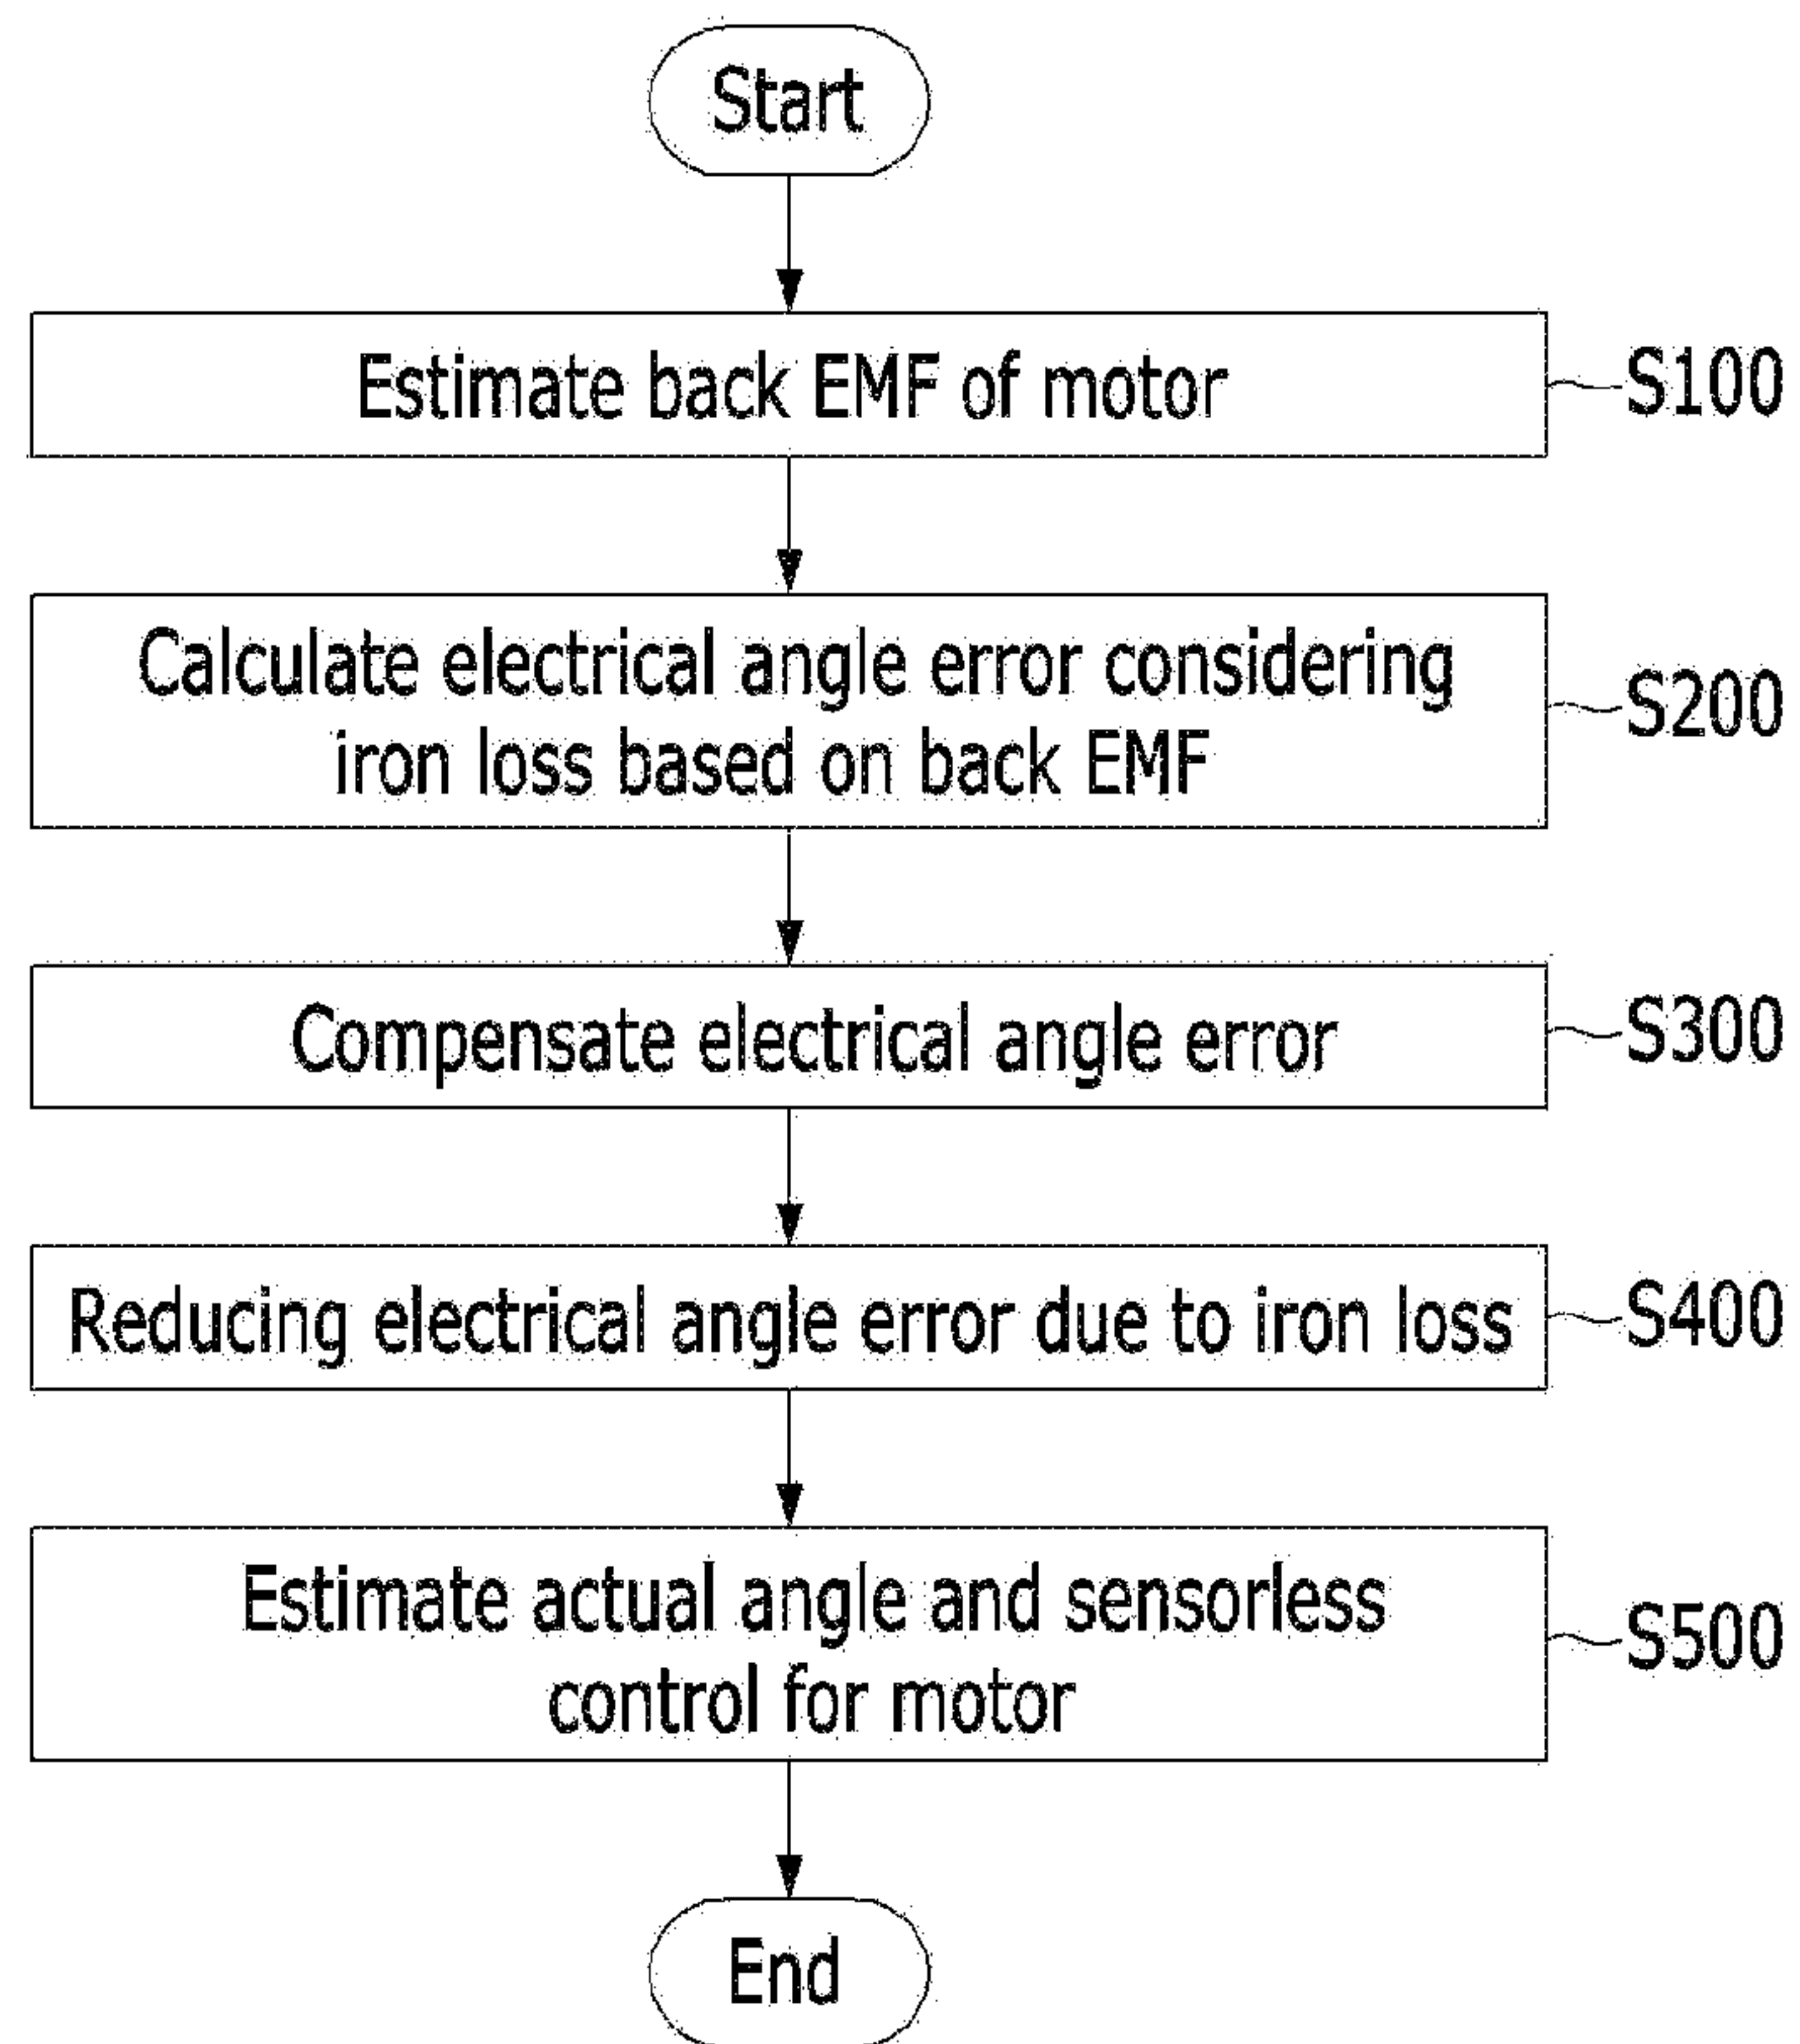 Start
Estimate back EMF of motor
S100
Calculate electrical angle error considering
iron loss based on back EMF
S200
Compensate electrical angle error
S300
Reducing electrical angle error due to iron loss
S400
Estimate actual angle and sensorless
control for motor
S500
End